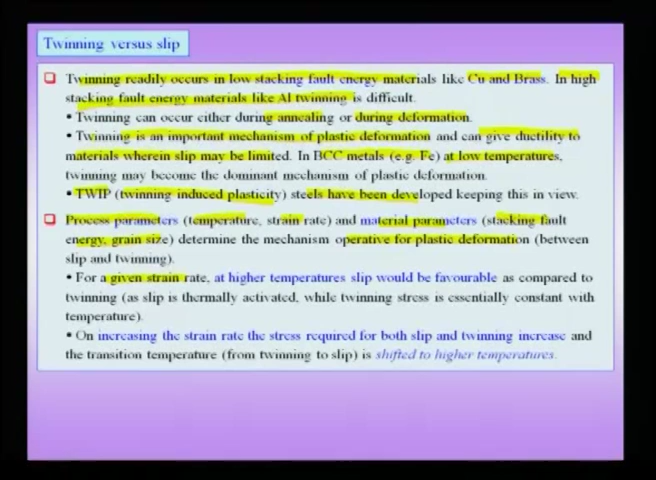 Twinning versus slip
Twinning readily occurs in low stacking fault energy materials like Cu and Brass. In high
stacking fault energy materials like Al twinning is difficult.
• Twinning can occur either during annealing or during deformation.
• Twinning is an important mechanism of plastic deformation and can give ductility to
materials wherein slip may be limited. In BCC metals (e.g. Fe) at low temperatures,
twinning may become the dominant mechanism of plastic deformation.
• TWIP (twinning induced plasticity) steels have been developed keeping this in view.
Process parameters (temperature, strain rate) and material parameters (stacking fault
energy, grain size) determine the mechanism operative for plastic deformation (between
slip and twinning).
• For a given strain rate, at higher temperatures slip would be favourable as compared to
twinning (as slip is thermally activated, while twinning stress is essentially constant with
temperature).
• On increasing the strain rate the stress required for both slip and twinning increase and
the transition temperature (from twinning to slip) is shifted to higher temperatures.